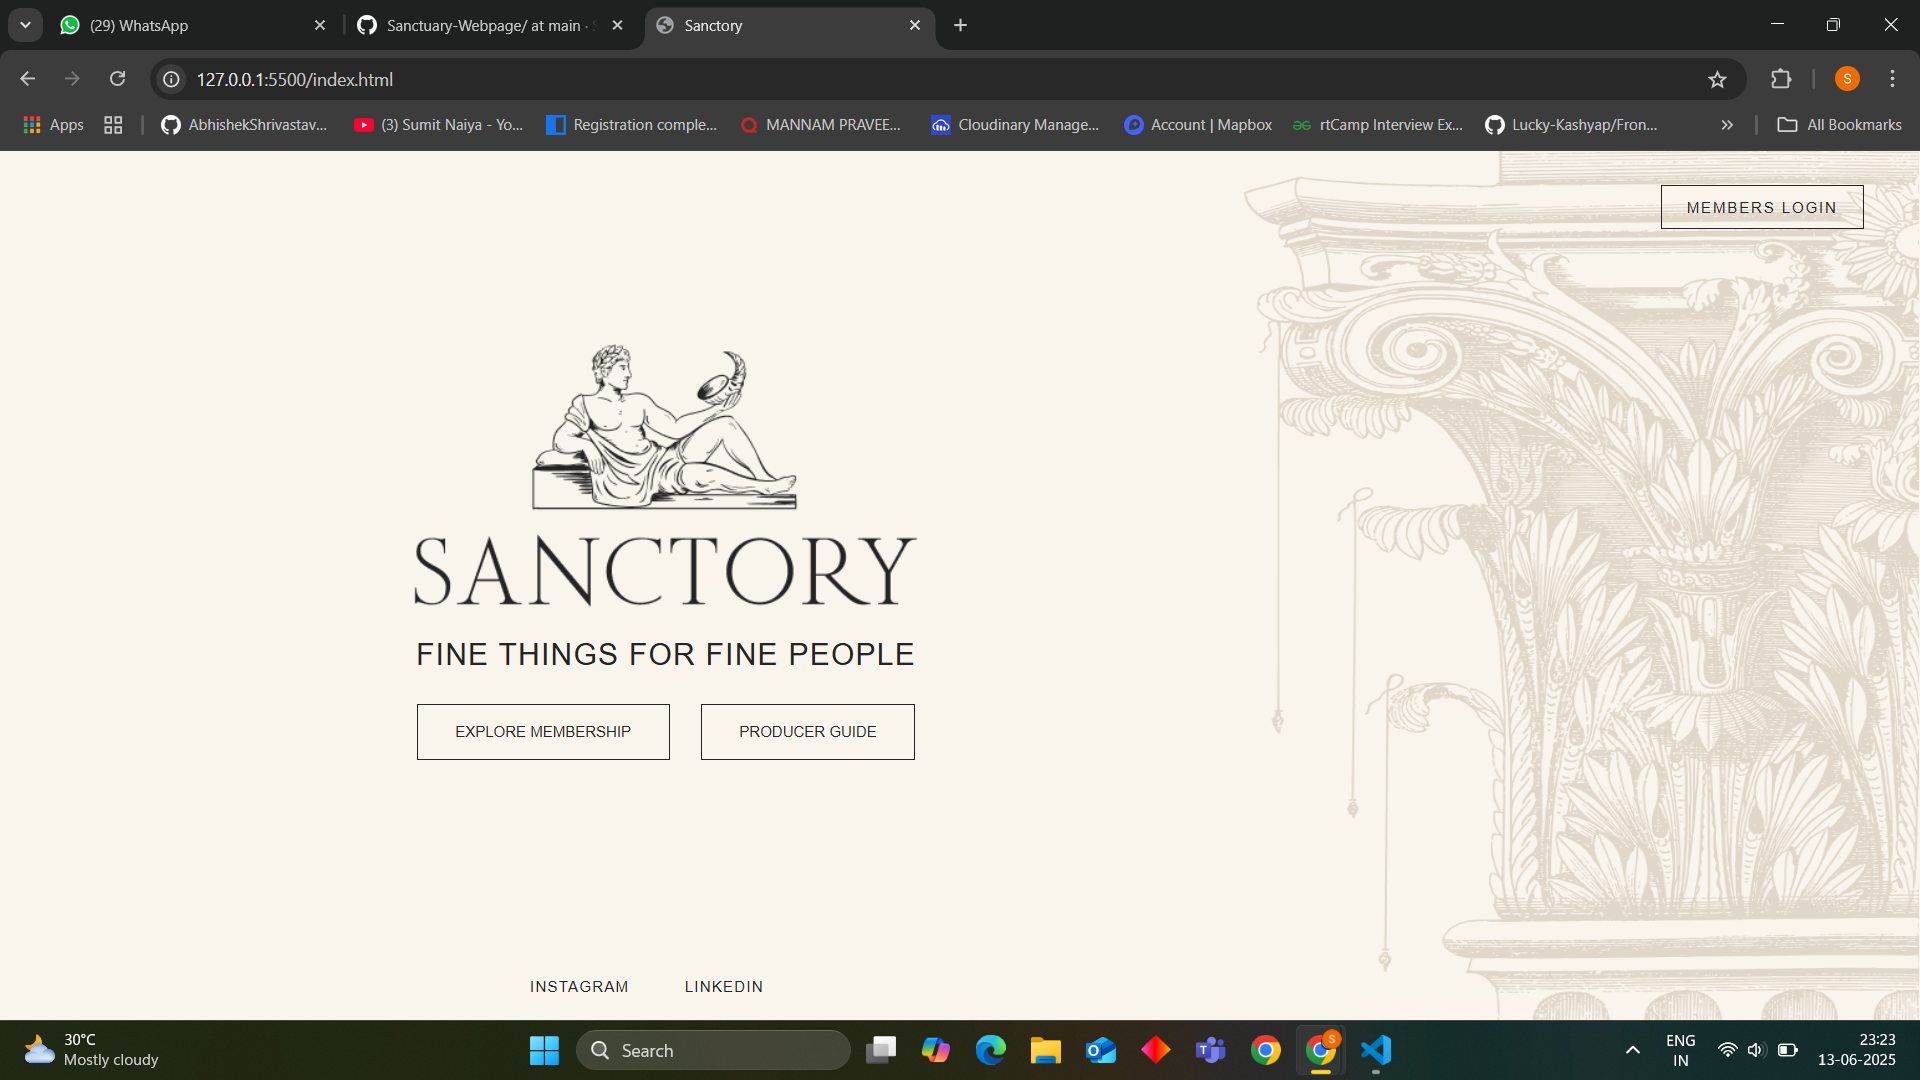 (29) WhatsApp
Sanctuary-Webpage/ at main ·
Sanctory
127.0.0.1:5500/index.html
S
Apps
AbhishekShrivastav...
(3) Sumit Naiya - Yo...
Registration comple...
MANNAM PRAVEE...
Cloudinary Manage...
Account | Mapbox
rtCamp Interview Ex...
Lucky-Kashyap/Fron...
All Bookmarks
MEMBERS LOGIN
SANCTORY
FINE THINGS FOR FINE PEOPLE
EXPLORE MEMBERSHIP
PRODUCER GUIDE
INSTAGRAM
LINKEDIN
30°C
Mostly cloudy
Search
S
ENG
IN
23:23
13-06-2025